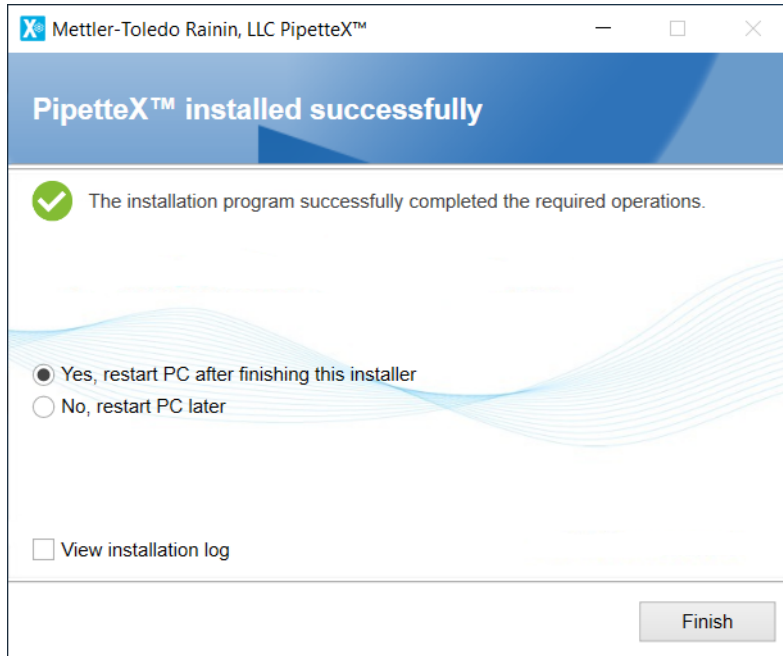 Mettler-Toledo Rainin, LLC PipetteX™
PipetteX™ installed successfully
The installation program successfully completed the required operations.
Yes, restart PC after finishing this installer
No, restart PC later
View installation log
Finish